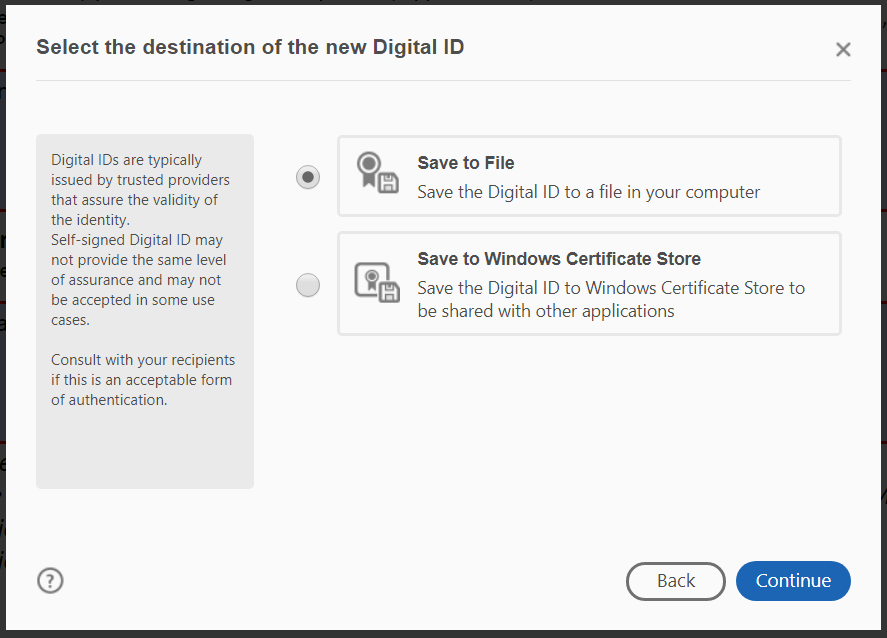 Select the destination of the new Digital ID
Digital IDs are typically
issued by trusted providers
that assure the validity of
the identity.
Self-signed Digital ID may
not provide the same level
of assurance and may not
be accepted in some use
cases.
Consult with your recipients
if this is an acceptable form
of authentication.
Save to File
Save the Digital ID to a file in your computer
Save to Windows Certificate Store
Save the Digital ID to Windows Certificate Store to
be shared with other applications
?
Back
Continue